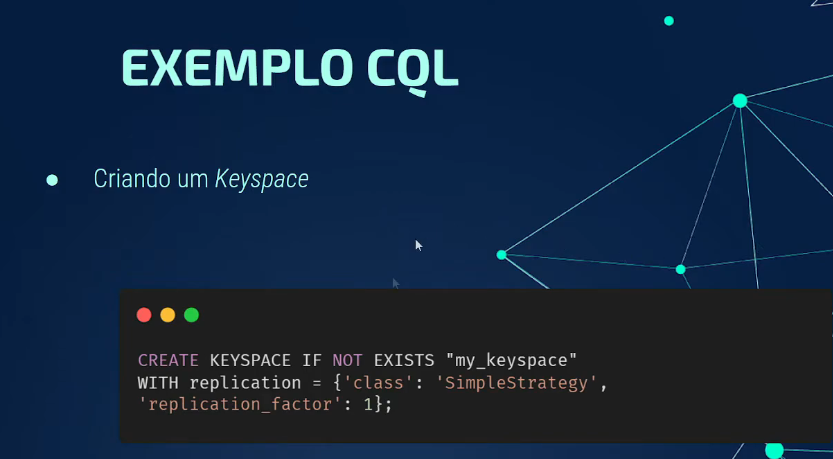 EXEMPLO CQL
● Criando um Keyspace
CREATE KEYSPACE IF NOT EXISTS "my_keyspace"
WITH replication = {'class': 'SimpleStrategy',
'replication_factor': 1};